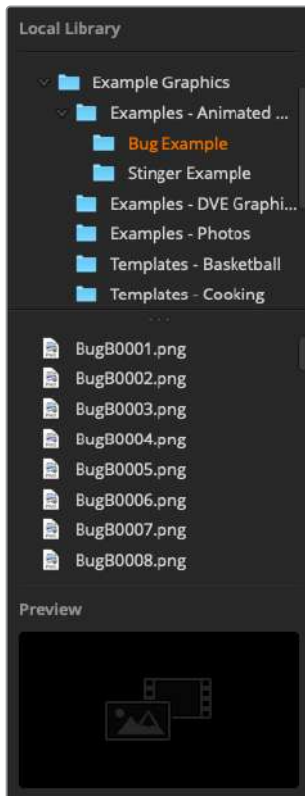 Local Library
Example Graphics
Examples - Animated ...
Bug Example
Stinger Example
Examples - DVE Graphi...
Examples - Photos
Templates - Basketball
Templates - Cooking
BugB0001.png
BugB0002.png
BugB0003.png
BugB0004.png
BugB0005.png
BugB0006.png
BugB0007.png
BugB0008.png
Preview